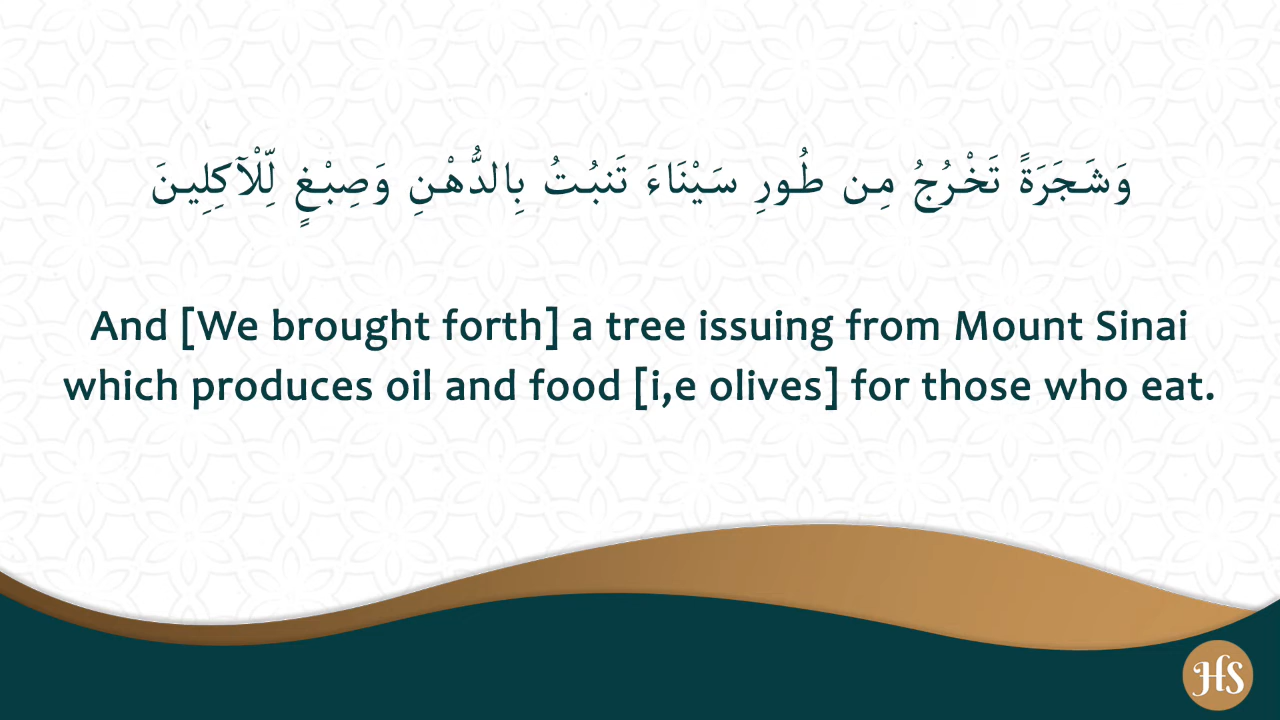 وَشَجَرَةً تَخْرُجُ مِن طُورِ سَيْنَاءَ تَنبُتُ بِالدُّهْنِ وَصِبْغٍ لِّلْآكِلِينَ
And [We brought forth] a tree issuing from Mount Sinai
which produces oil and food [i,e olives] for those who eat.
HS